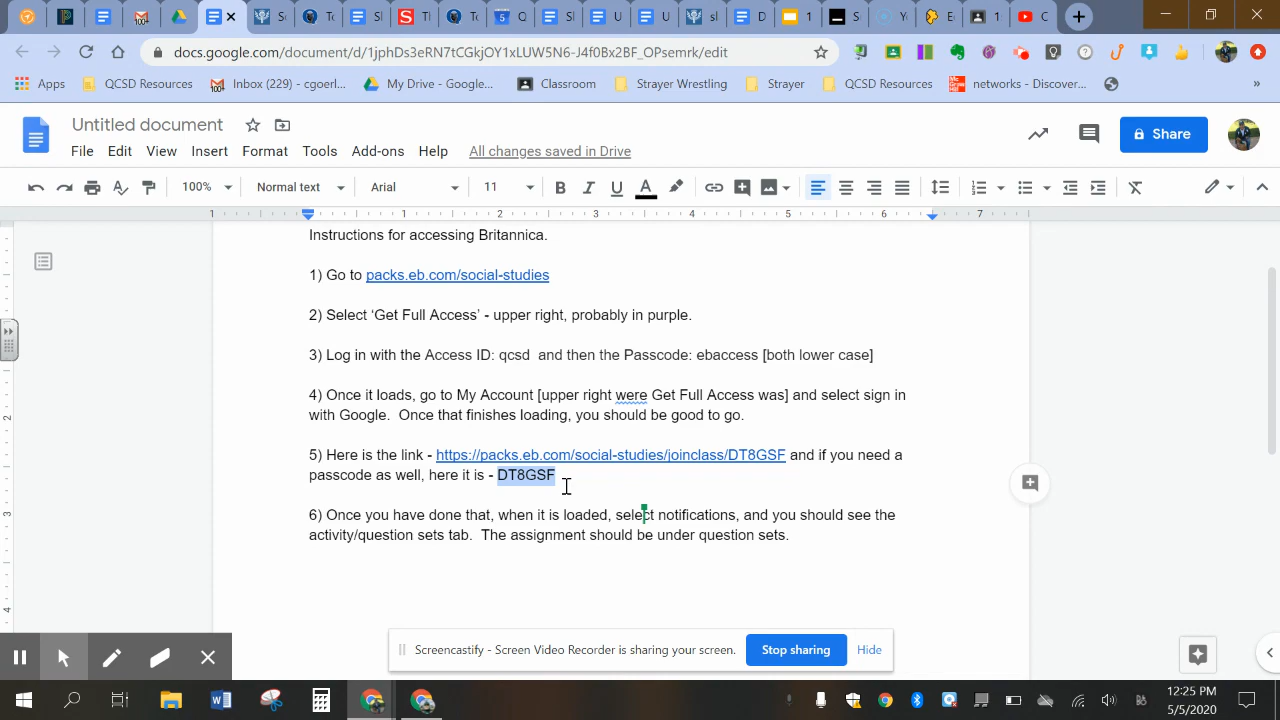 docs.google.com/document/d/1jphDs3eRN7tCGkjOY1xLUW5N6-J4f0Bx2BF_OPsemrk/edit
Apps QCSD Resources Inbox (229) - cgoerl... My Drive - Google... Classroom Strayer Wrestling Strayer QCSD Resources networks - Discover... »
Untitled document
File Edit View Insert Format Tools Add-ons Help All changes saved in Drive
Share
100% Normal text Arial 11 B I U A
1 1 2 3 4 5 6 7
Instructions for accessing Britannica.
1) Go to packs.eb.com/social-studies
2) Select ‘Get Full Access’ - upper right, probably in purple.
3) Log in with the Access ID: qcsd and then the Passcode: ebaccess [both lower case]
4) Once it loads, go to My Account [upper right were Get Full Access was] and select sign in
with Google. Once that finishes loading, you should be good to go.
5) Here is the link - https://packs.eb.com/social-studies/joinclass/DT8GSF and if you need a
passcode as well, here it is - DT8GSF
6) Once you have done that, when it is loaded, select notifications, and you should see the
activity/question sets tab. The assignment should be under question sets.
Screencastify - Screen Video Recorder is sharing your screen. Stop sharing Hide
12:25 PM
5/5/2020